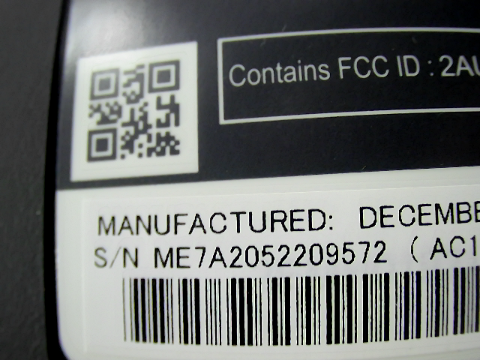 Contains FCC ID : 2AU
MANUFACTURED: DECEMBE
S/N ME7A2052209572 ( AC1